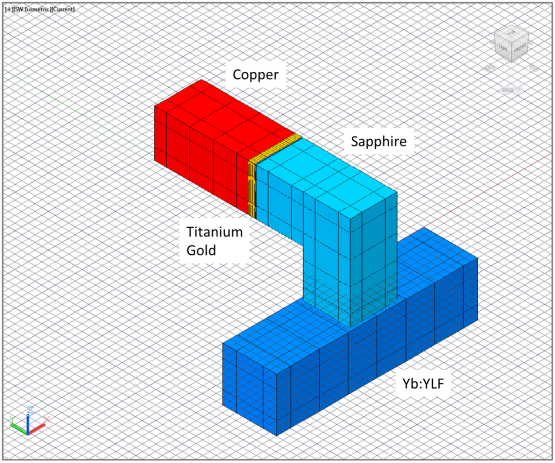 [+][SW Isometric][Current]
Copper
Sapphire
Titanium
Gold
Yb:YLF
Z